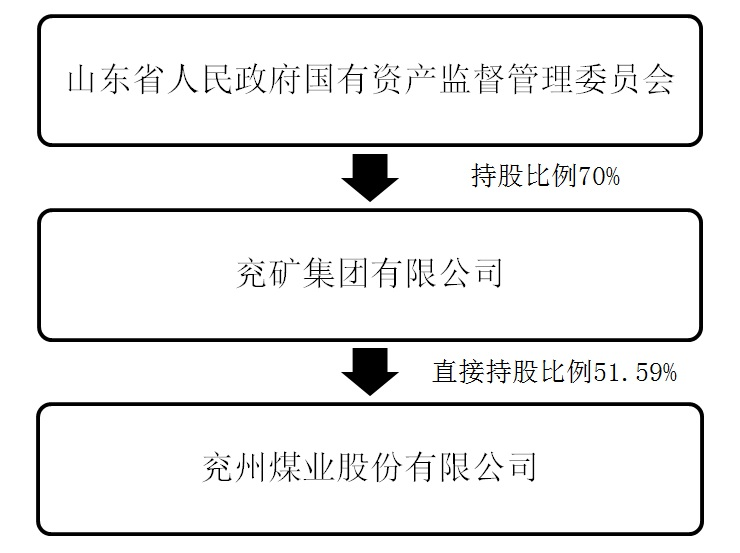 山东省人民政府国有资产监督管理委员会
持股比例70%
兖矿集团有限公司
直接持股比例51.59%
兖州煤业股份有限公司